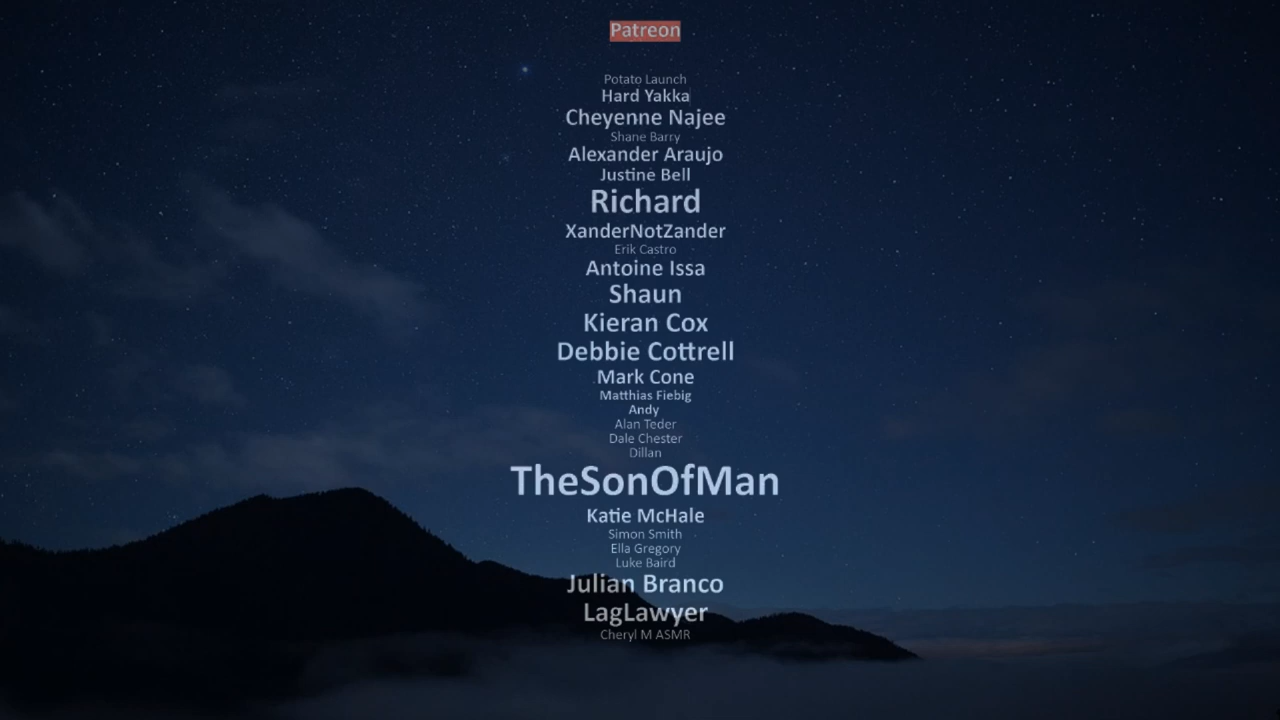 Patreon
Potato Launch
Hard Yakka
Cheyenne Najee
Shane Barry
Alexander Araujo
Justine Bell
Richard
XanderNotZander
Erik Castro
Antoine Issa
Shaun
Kieran Cox
Debbie Cottrell
Mark Cone
Matthias Fiebig
Andy
Alan Teder
Dale Chester
Dillan
TheSonOfMan
Katie McHale
Simon Smith
Ella Gregory
Luke Baird
Julian Branco
LagLawyer
Cheryl M ASMR